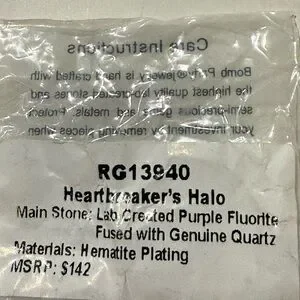 Care Instructions
Bomb Party® jewelry is hand crafted with
the highest quality lab-created stones and
semi-precious gems and metals. Protect
your investment by removing pieces when
RG13940
Heartbreaker's Halo
Main Stone: Lab Created Purple Fluorite
Fused with Genuine Quartz
Materials: Hematite Plating
MSRP: $142